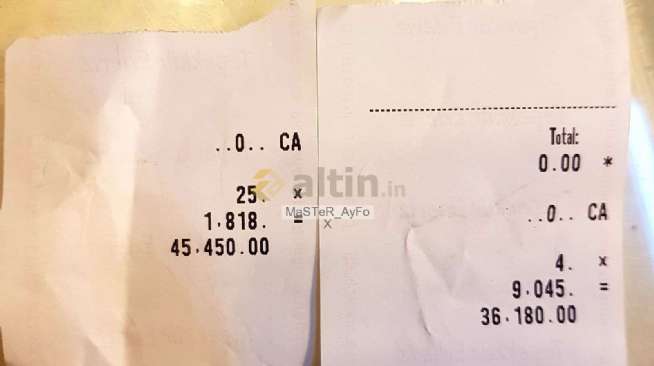 ..0.. CA
25. ×
1,818. =
45,450.00
Total:
0.00 *
..0.. CA
4. ×
9,045. =
36,180.00
altin.in
MaSTeR_AyFo
×